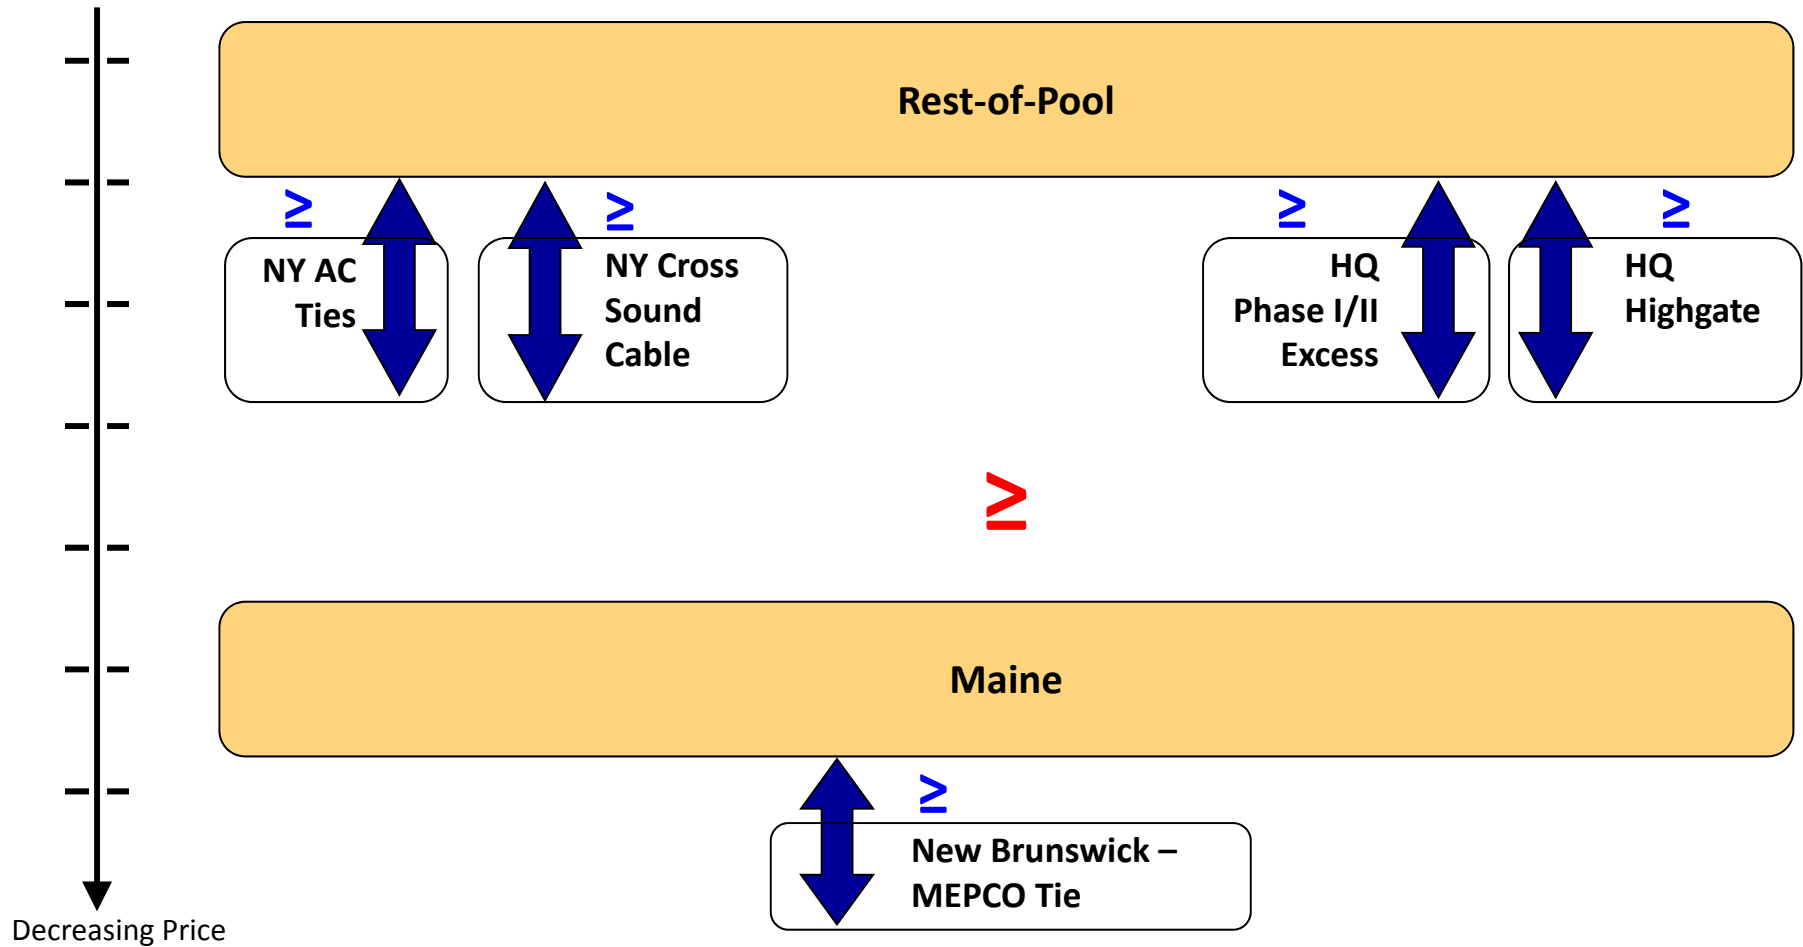 Rest-of-Pool
≥
≥
≥
≥
NY AC
Ties
NY Cross
Sound
Cable
HQ
Phase I/II
Excess
HQ
Highgate
≥
Maine
≥
New Brunswick –
MEPCO Tie
Decreasing Price